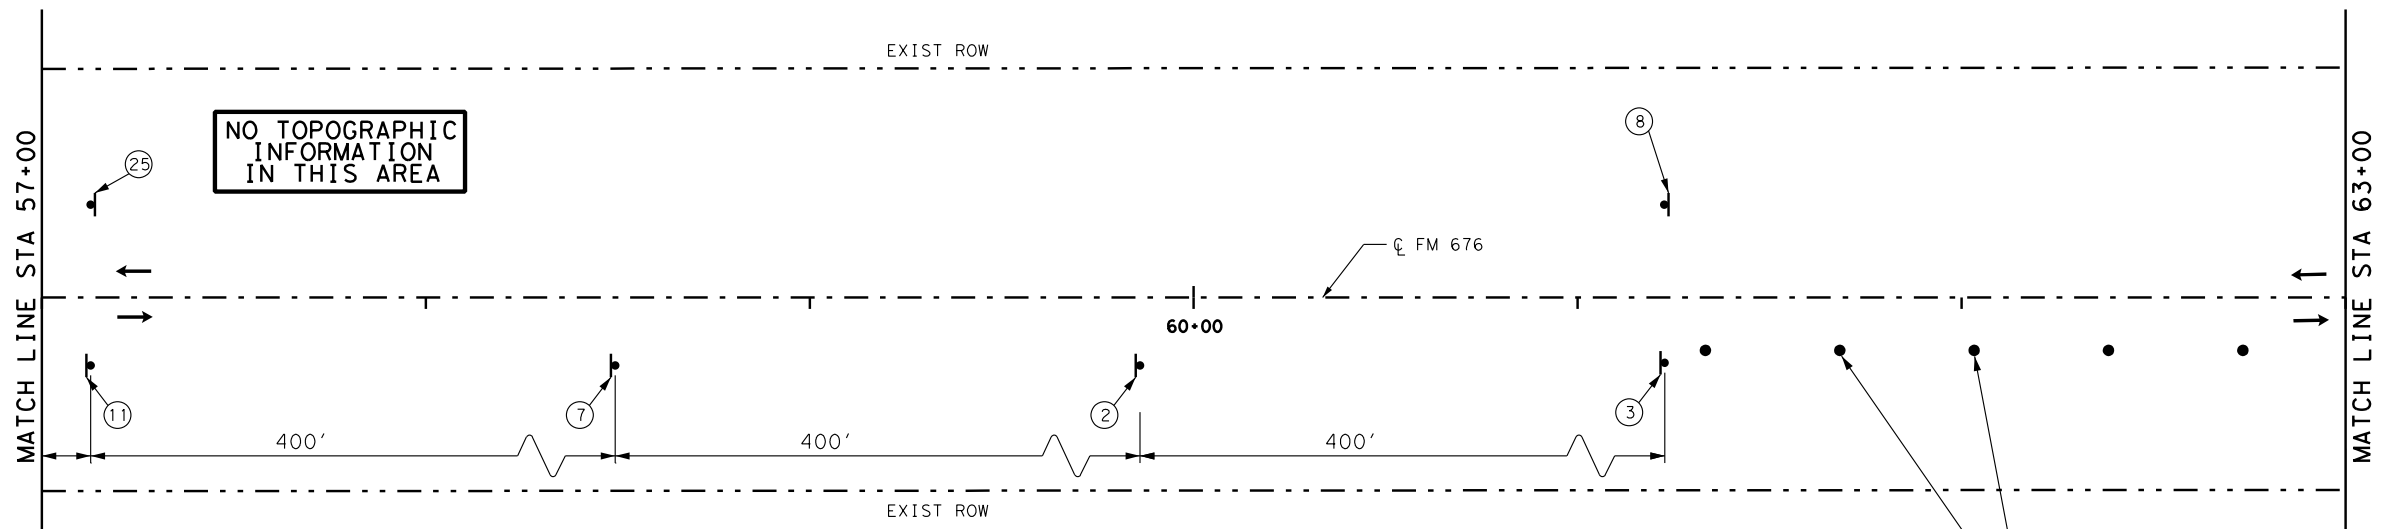 EXIST ROW
NO TOPOGRAPHIC
INFORMATION
IN THIS AREA
25
8
MATCH LINE STA 57+00
MATCH LINE STA 63+00
℄ FM 676
60+00
11
7
2
3
400'
400'
400'
EXIST ROW